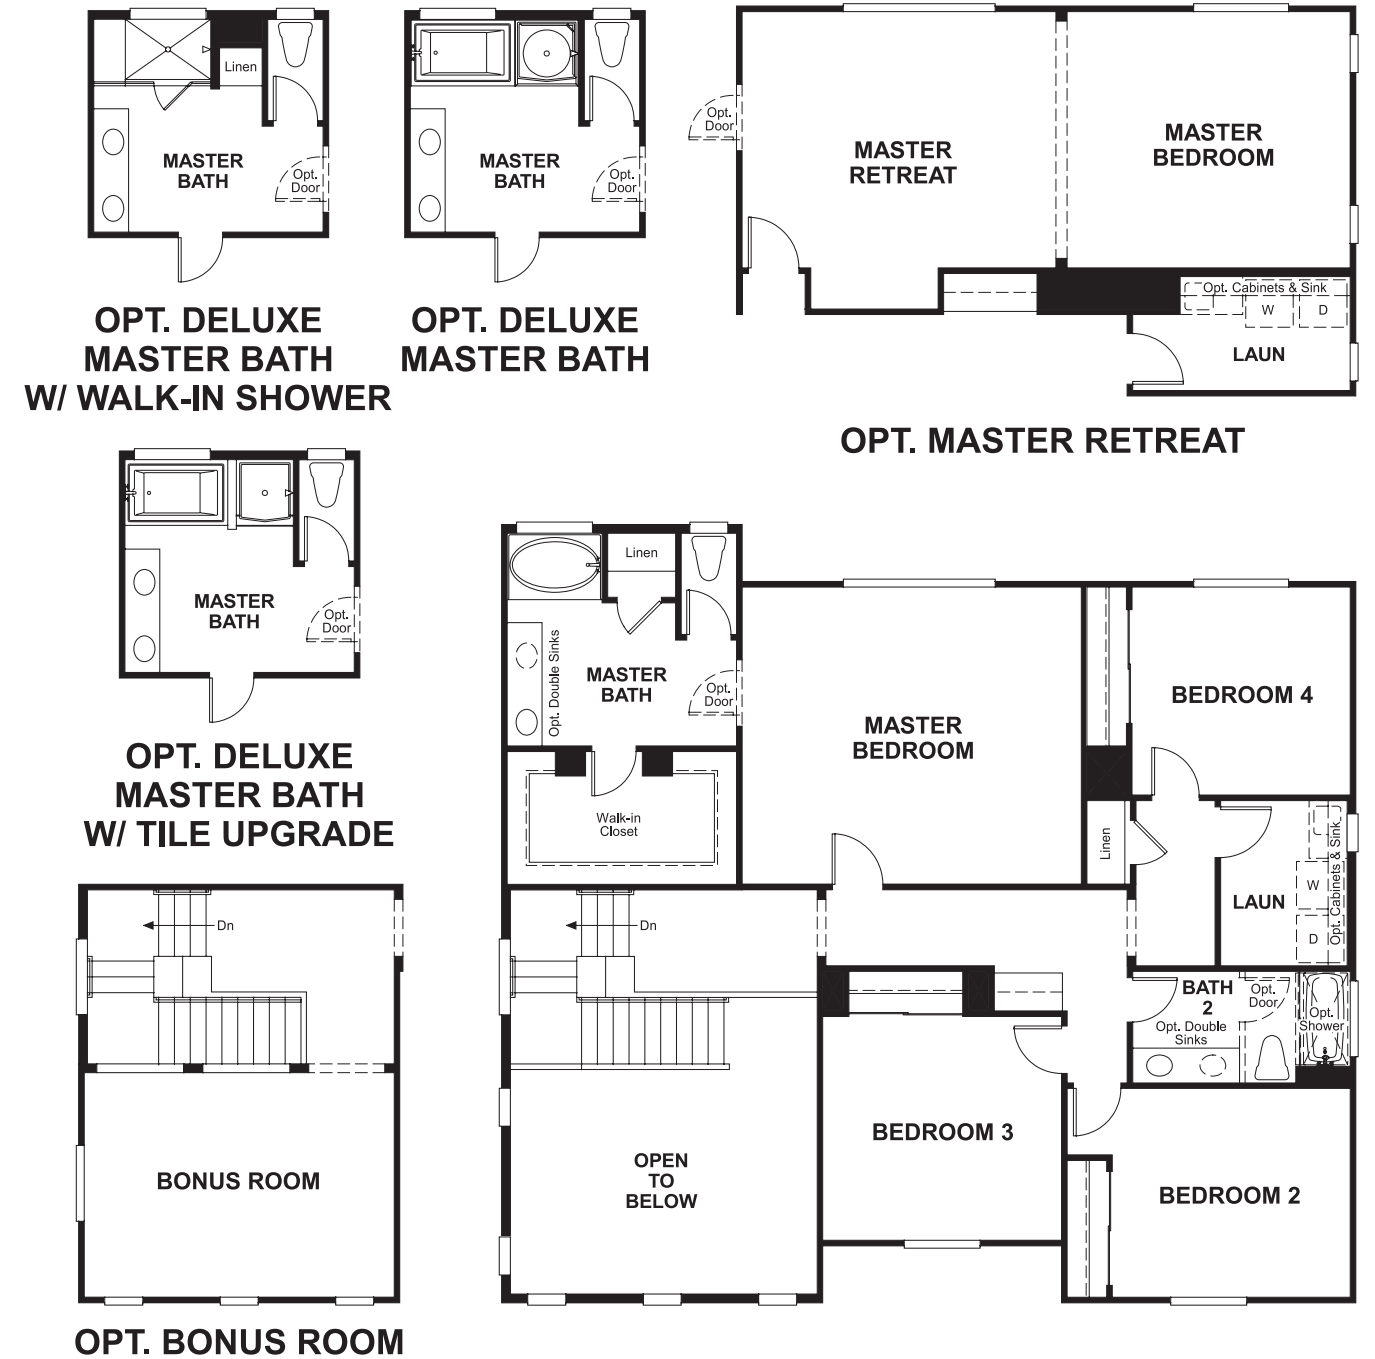 Linen
MASTER
BATH
Opt.
Door
OPT. DELUXE
MASTER BATH
W/ WALK-IN SHOWER
MASTER
BATH
Opt.
Door
OPT. DELUXE
MASTER BATH
Opt.
Door
MASTER
RETREAT
MASTER
BEDROOM
Opt. Cabinets & Sink
W
D
LAUN
OPT. MASTER RETREAT
MASTER
BATH
Opt.
Door
OPT. DELUXE
MASTER BATH
W/ TILE UPGRADE
Dn
BONUS ROOM
OPT. BONUS ROOM
Linen
Opt. Double Sinks
MASTER
BATH
Opt.
Door
Walk-in
Closet
MASTER
BEDROOM
BEDROOM 4
Linen
LAUN
W
D
Opt. Cabinets & Sink
Dn
BATH
2
Opt. Double
Sinks
Opt.
Door
Opt.
Shower
BEDROOM 3
OPEN
TO
BELOW
BEDROOM 2